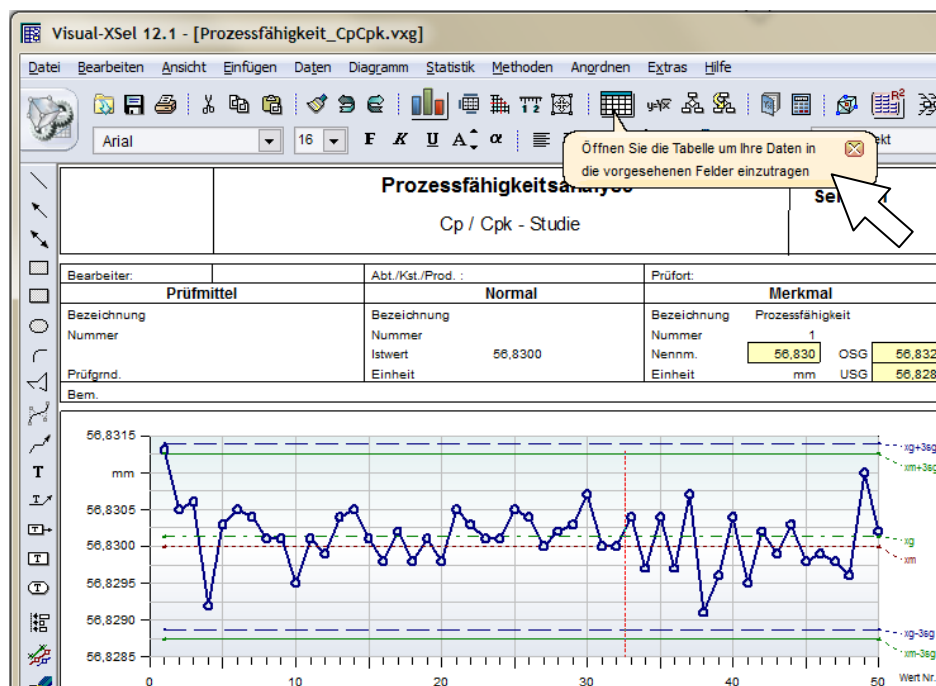 Visual-XSel 12.1 - [Prozessfähigkeit_CpCpk.vxg]
Datei Bearbeiten Ansicht Einfügen Daten Diagramm Statistik Methoden Anordnen Extras Hilfe
y=x R²
Arial 16 F K U A α
Öffnen Sie die Tabelle um Ihre Daten in
die vorgesehenen Felder einzutragen
Prozessfähigkeitsanalyse
Cp / Cpk - Studie
Bearbeiter: Abt./Kst./Prod. : Prüfort:
Prüfmittel Normal Merkmal
Bezeichnung Bezeichnung Bezeichnung Prozessfähigkeit
Nummer Nummer Nummer 1
Istwert 56,8300 Nennm. 56,830 OSG 56,832
Prüfgrnd. Einheit Einheit mm USG 56,828
Bem.
56,8315
xg+3sg
mm
xm+3sg
56,8305
56,8300
xg
xm
56,8295
56,8290
xg-3sg
56,8285
xm-3sg
0 10 20 30 40 50 Wert Nr.
T
T
T
T
T